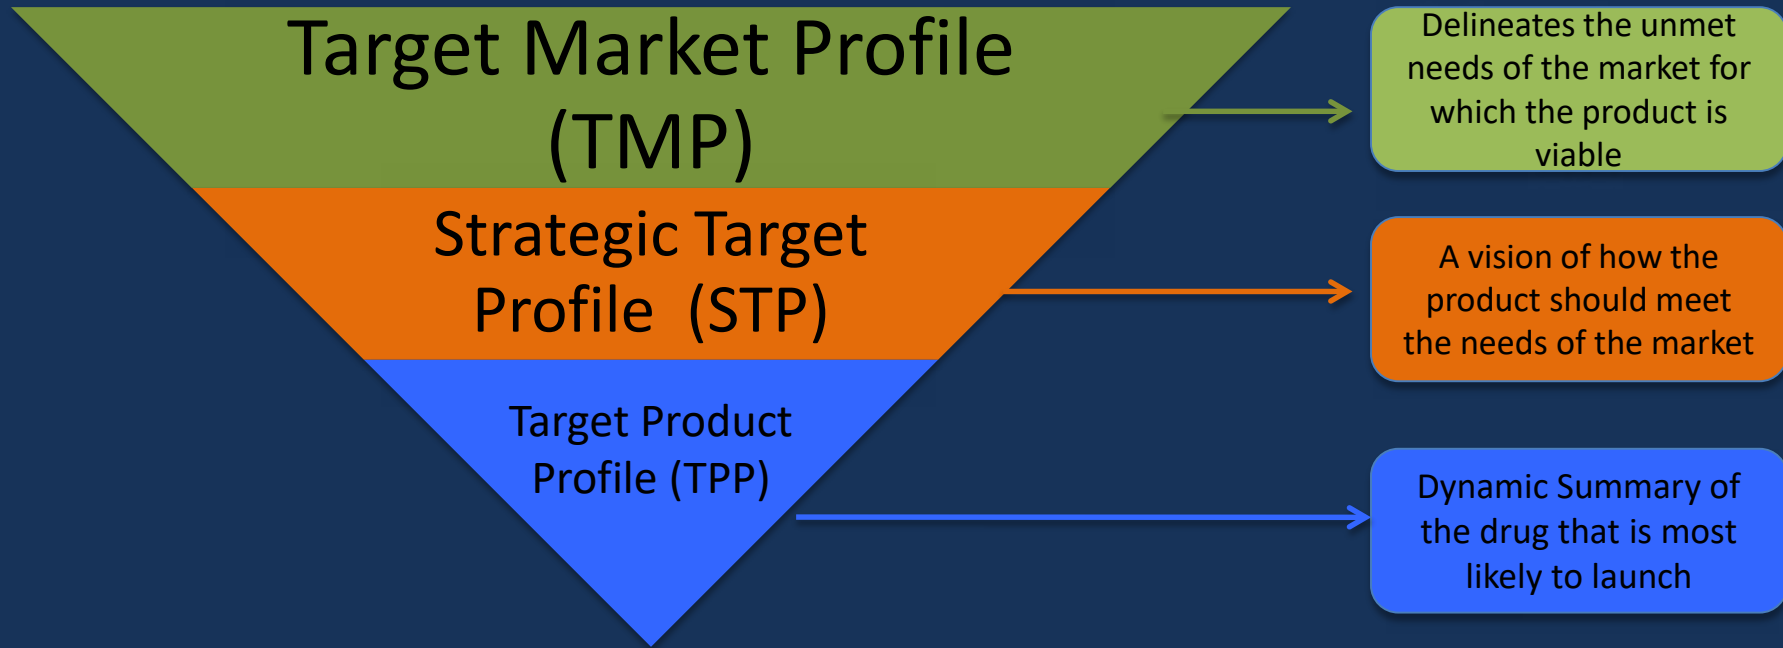 Target Market Profile
(TMP)
Delineates the unmet
needs of the market for
which the product is
viable
Strategic Target
Profile  (STP)
A vision of how the
product should meet
the needs of the market
Target Product
Profile (TPP)
Dynamic Summary of
the drug that is most
likely to launch